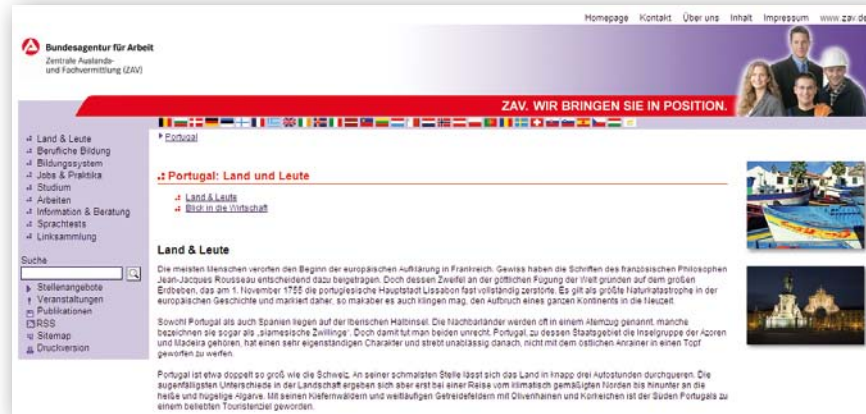 Homepage Kontakt Über uns Inhalt Impressum www.zav.de
Bundesagentur für Arbeit
Zentrale Auslands-
und Fachvermittlung (ZAV)
ZAV. WIR BRINGEN SIE IN POSITION.
Portugal
Land & Leute
Berufliche Bildung
Bildungssystem
Jobs & Praktika
Studium
Arbeiten
Information & Beratung
Sprachtests
Linksammlung
Suche
Stellenangebote
Veranstaltungen
Publikationen
RSS
Sitemap
Druckversion
Portugal: Land und Leute
Land & Leute
Blick in die Wirtschaft
Land & Leute
Die meisten Menschen verorten den Beginn der europäischen Aufklärung in Frankreich. Gewiss haben die Schriften des französischen Philosophen
Jean-Jacques Rousseau entscheidend dazu beigetragen. Doch dessen Zweifel an der göttlichen Fügung der Welt gründen auf dem großen
Erdbeben, das am 1. November 1755 die portugiesische Hauptstadt Lissabon fast vollständig zerstörte. Es gilt als größte Naturkatastrophe in der
europäischen Geschichte und markiert daher, so makaber es auch klingen mag, den Aufbruch eines ganzen Kontinents in die Neuzeit.
Sowohl Portugal als auch Spanien liegen auf der Iberischen Halbinsel. Die Nachbarländer werden oft in einem Atemzug genannt, manche
bezeichnen sie sogar als „siamesische Zwillinge“. Doch damit tut man beiden unrecht. Portugal, zu dessen Staatsgebiet die Inselgruppe der Azoren
und Madeira gehören, hat einen sehr eigenständigen Charakter und strebt unablässig danach, nicht mit dem östlichen Anrainer in einen Topf
geworfen zu werfen.
Portugal ist etwa doppelt so groß wie die Schweiz. An seiner schmalsten Stelle lässt sich das Land in knapp drei Autostunden durchqueren. Die
augenfälligsten Unterschiede in der Landschaft ergeben sich aber erst bei einer Reise vom klimatisch gemäßigten Norden bis hinunter an die
heiße und hügelige Algarve. Mit seinen Kiefernwäldern und weitläufigen Getreidefeldern mit Olivenhainen und Korkeichen ist der Süden Portugals zu
einem beliebten Touristenziel geworden.